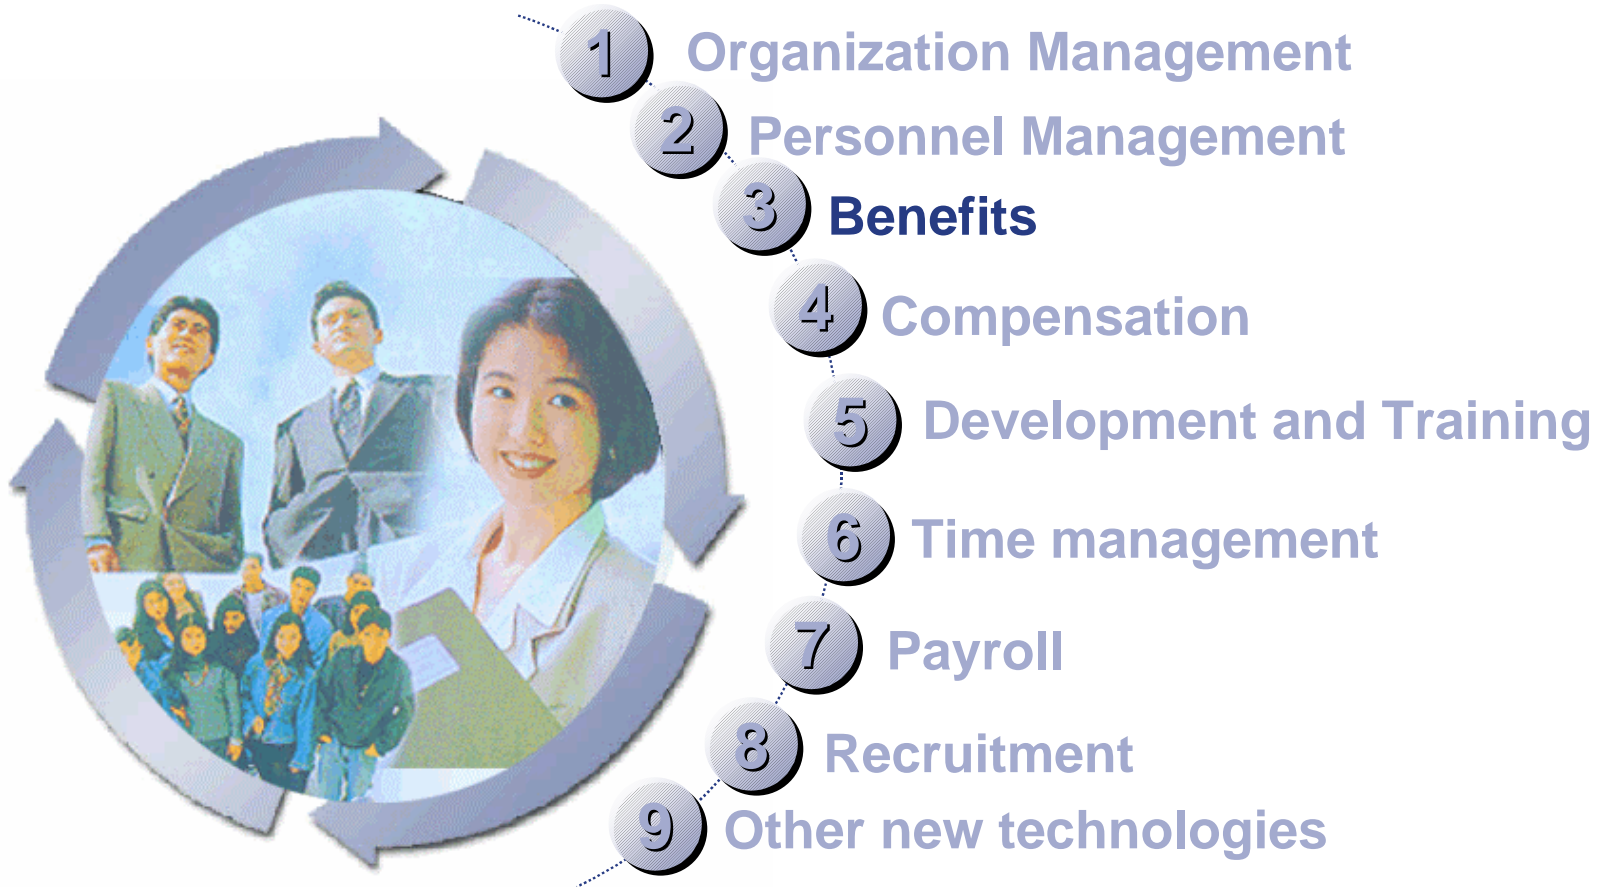 1 Organization Management
2 Personnel Management
3 Benefits
4 Compensation
5 Development and Training
6 Time management
7 Payroll
8 Recruitment
9 Other new technologies